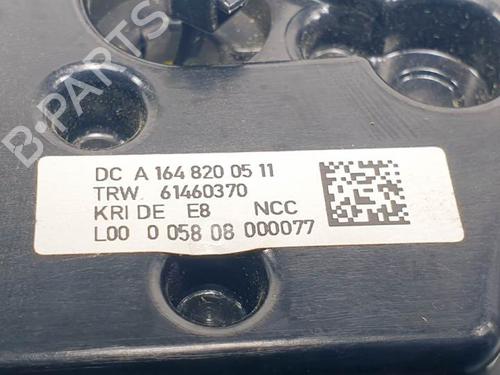 B-PARTS
DC A 164 820 05 11
TRW. 61460370
KRI DE E8 NCC
L00 0 058 08 000077